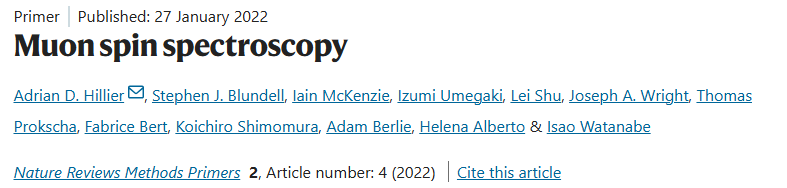 Primer | Published: 27 January 2022
Muon spin spectroscopy
Adrian D. Hillier, Stephen J. Blundell, Iain McKenzie, Izumi Umegaki, Lei Shu, Joseph A. Wright, Thomas
Prokscha, Fabrice Bert, Koichiro Shimomura, Adam Berlie, Helena Alberto & Isao Watanabe
Nature Reviews Methods Primers 2, Article number: 4 (2022) | Cite this article